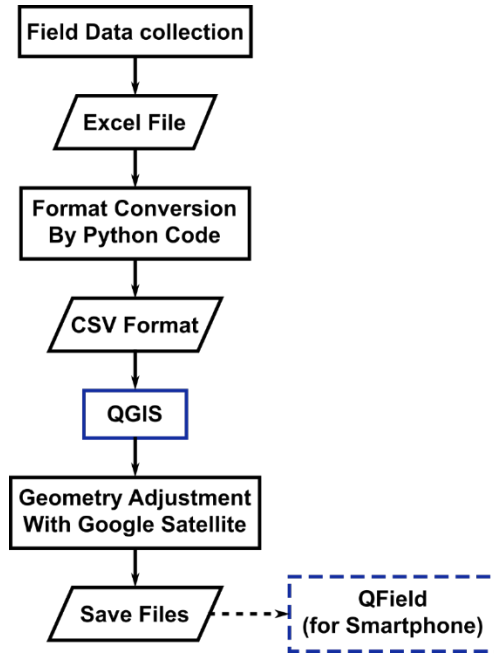 Field Data collection
Excel File
Format Conversion
By Python Code
CSV Format
QGIS
Geometry Adjustment
With Google Satellite
Save Files
QField
(for Smartphone)